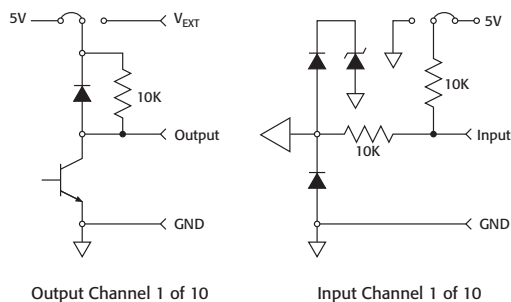 5V
VEXT
10K
Output
GND
Output Channel 1 of 10
5V
10K
10K
Input
GND
Input Channel 1 of 10